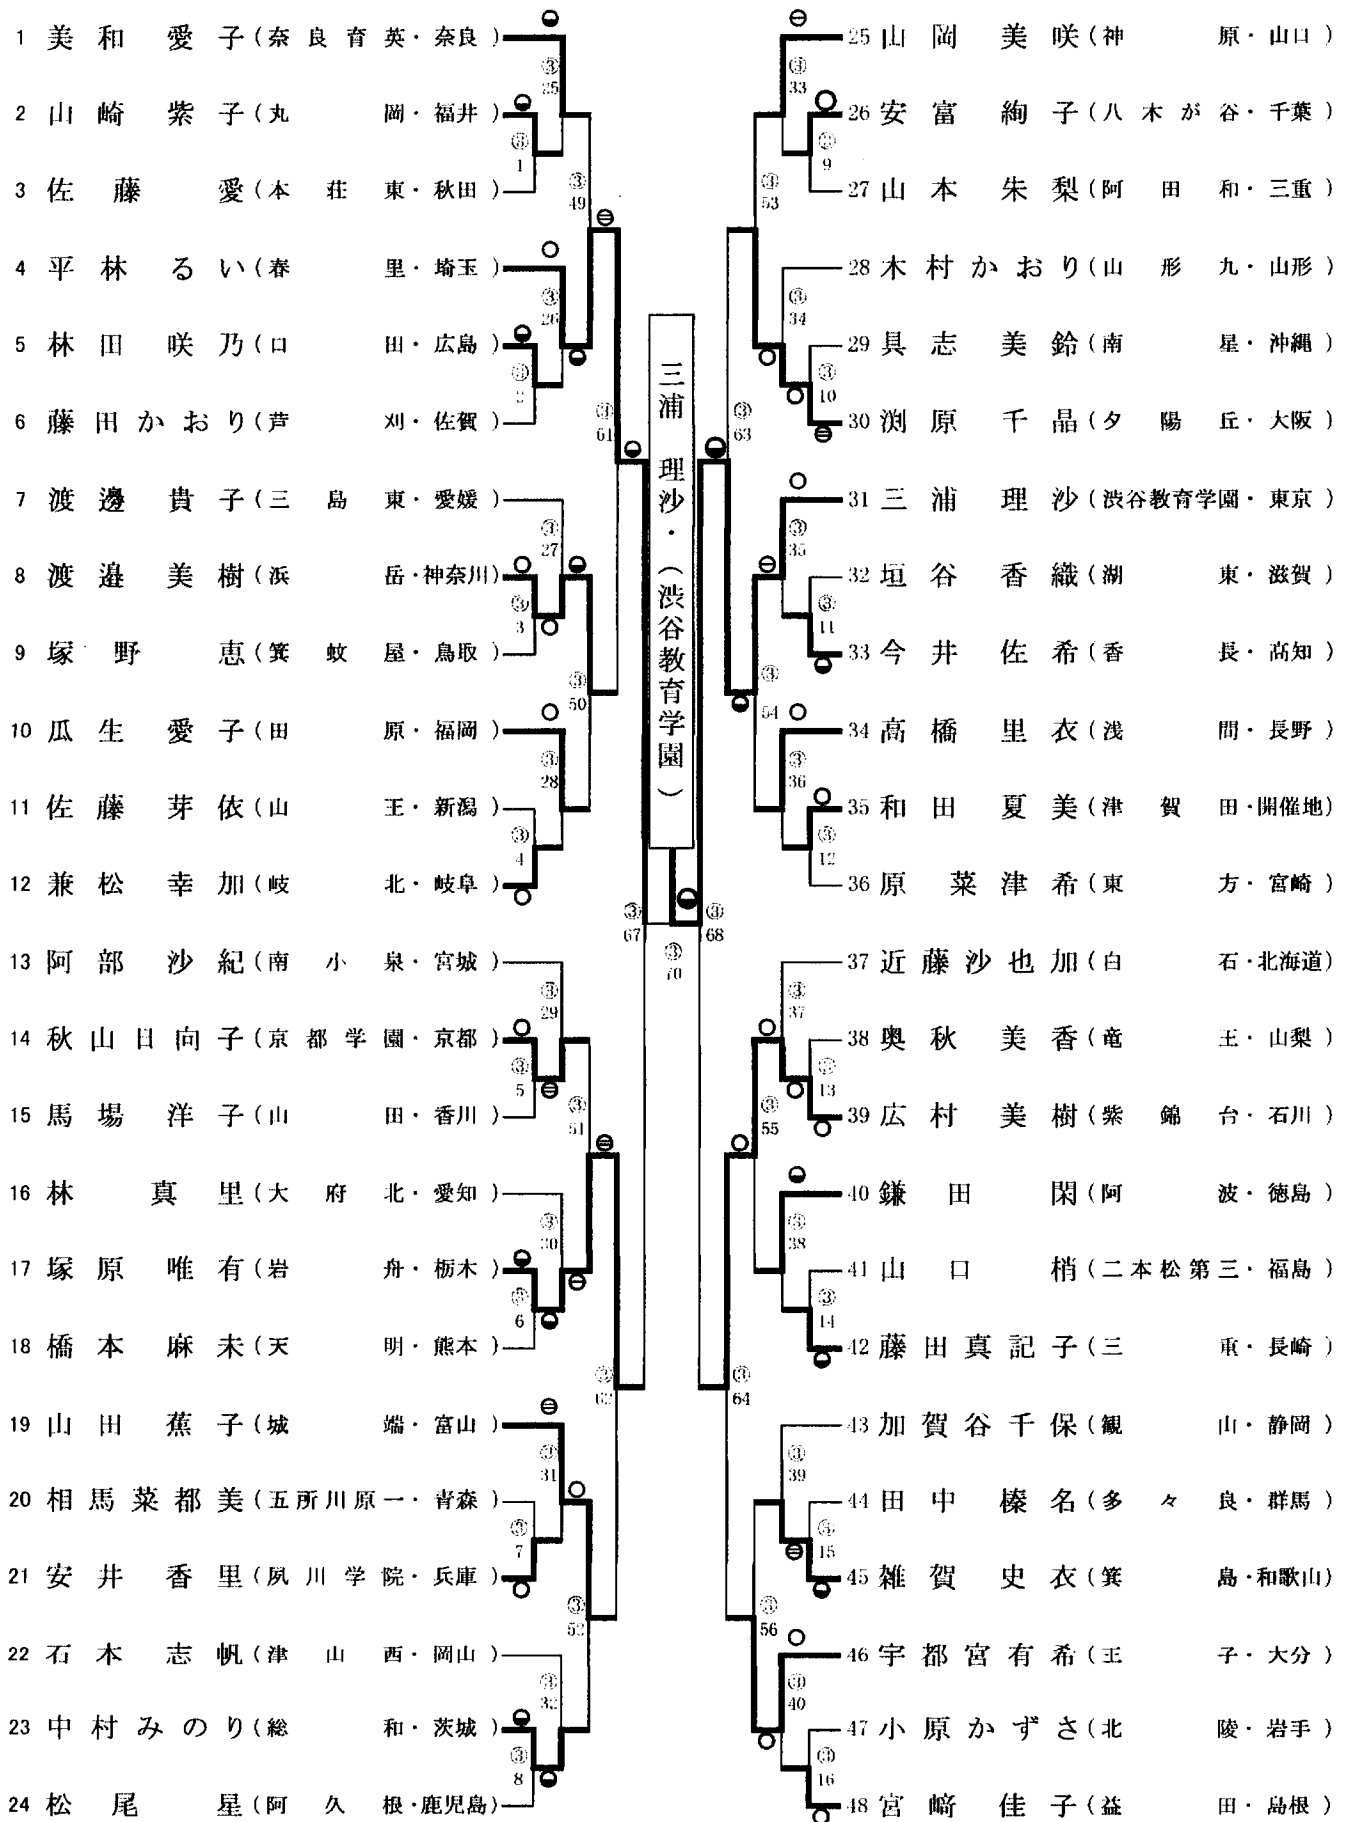 1 美和愛子(奈良育英・奈良)
2 山崎紫子(丸岡・福井)
3 佐藤愛(本荘東・秋田)
4 平林るい(春里・埼玉)
5 林田咲乃(口田・広島)
6 藤田かおり(芦刈・佐賀)
7 渡邊貴子(三島東・愛媛)
8 渡邉美樹(浜岳・神奈川)
9 塚野恵(箕蚊屋・鳥取)
10 瓜生愛子(田原・福岡)
11 佐藤芽依(山王・新潟)
12 兼松幸加(岐北・岐阜)
13 阿部沙紀(南小泉・宮城)
14 秋山日向子(京都学園・京都)
15 馬場洋子(山田・香川)
16 林真里(大府北・愛知)
17 塚原唯有(岩舟・栃木)
18 橋本麻未(天明・熊本)
19 山田蕉子(城端・富山)
20 相馬菜都美(五所川原一・青森)
21 安井香里(夙川学院・兵庫)
22 石木志帆(津山西・岡山)
23 中村みのり(総和・茨城)
24 松尾星(阿久根・鹿児島)
三浦 理沙・(渋谷教育学園)
25 山岡美咲(神原・山口)
26 安富絢子(八木が谷・千葉)
27 山本朱梨(阿田和・三重)
28 木村かおり(山形九・山形)
29 具志美鈴(南星・沖縄)
30 渕原千晶(夕陽丘・大阪)
31 三浦理沙(渋谷教育学園・東京)
32 垣谷香織(湖東・滋賀)
33 今井佐希(香長・高知)
34 高橋里衣(浅間・長野)
35 和田夏美(津賀田・開催地)
36 原菜津希(東方・宮崎)
37 近藤沙也加(白石・北海道)
38 奥秋美香(竜王・山梨)
39 広村美樹(紫錦台・石川)
40 鎌田閑(阿波・徳島)
41 山口梢(二本松第三・福島)
42 藤田真記子(三重・長崎)
43 加賀谷千保(観山・静岡)
44 田中榛名(多々良・群馬)
45 雑賀史衣(箕島・和歌山)
46 宇都宮有希(王子・大分)
47 小原かずさ(北陵・岩手)
48 宮崎佳子(益田・島根)